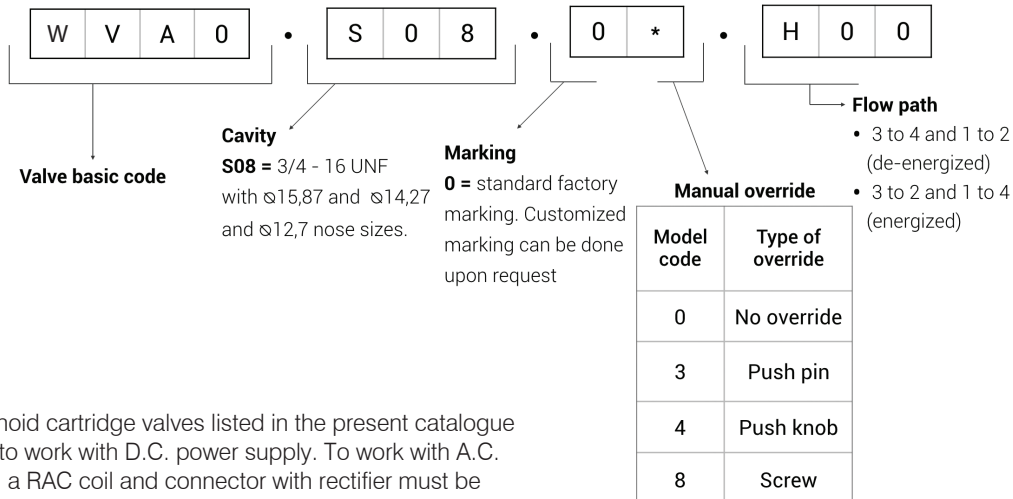 W V A 0 • S 0 8 • 0 * • H 0 0
Valve basic code
Cavity
S08 = 3/4 - 16 UNF
with ⌀15,87 and ⌀14,27
and ⌀12,7 nose sizes.
Marking
0 = standard factory
marking. Customized
marking can be done
upon request
Manual override
Model
code
Type of
override
0 No override
3 Push pin
4 Push knob
8 Screw
Flow path
• 3 to 4 and 1 to 2
(de-energized)
• 3 to 2 and 1 to 4
(energized)
noid cartridge valves listed in the present catalogue
to work with D.C. power supply. To work with A.C.
a RAC coil and connector with rectifier must be